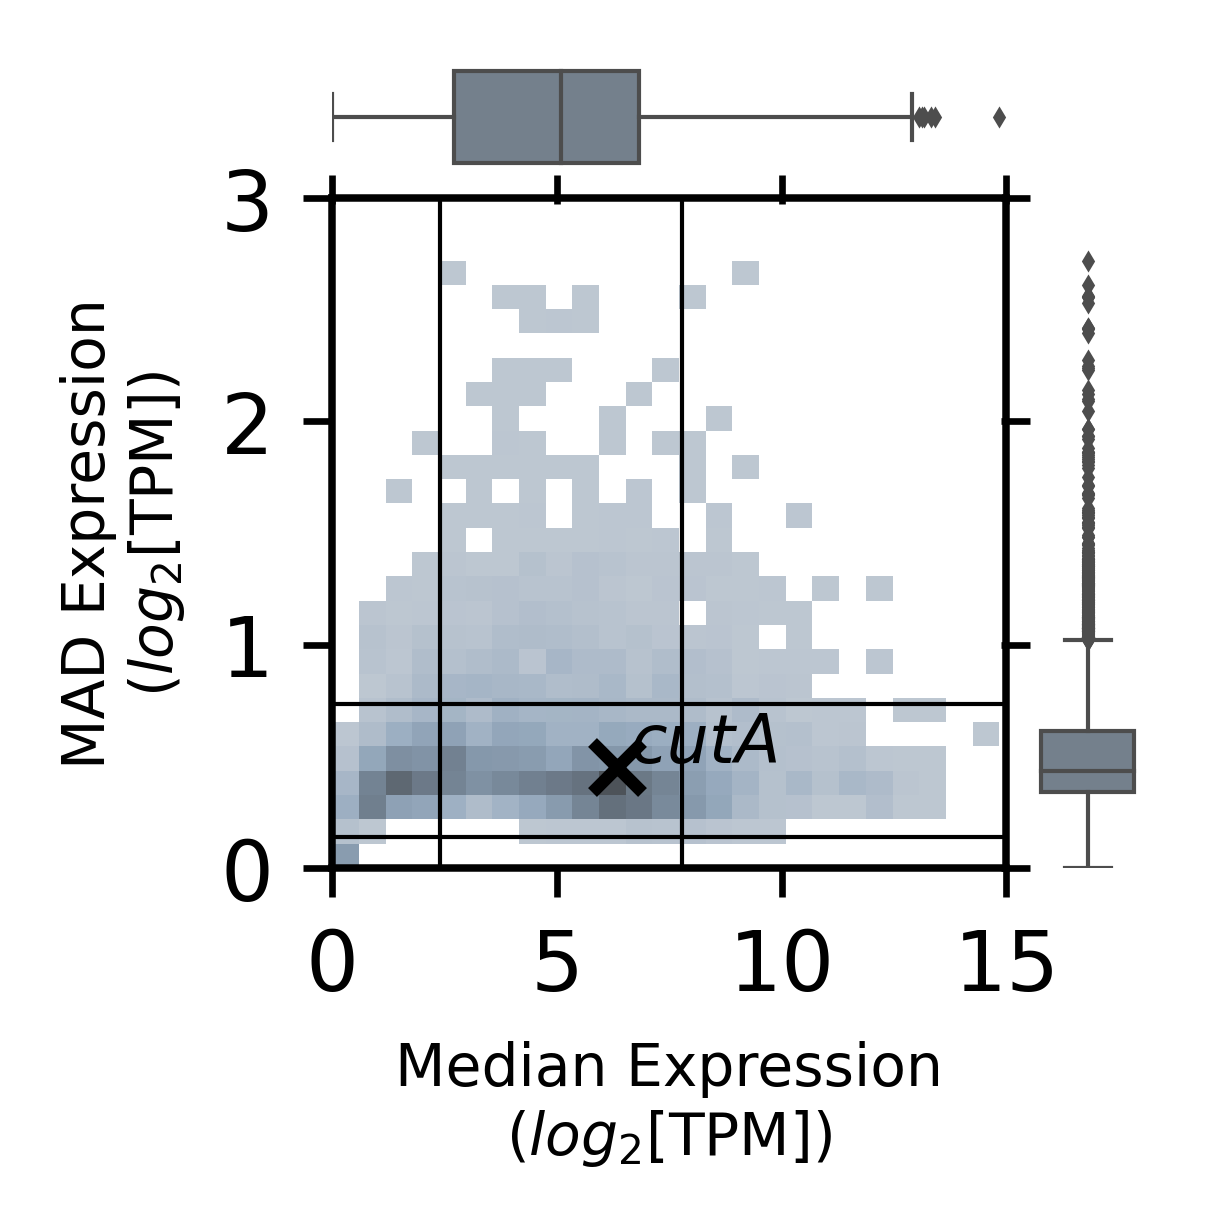 3
2
1
0
MAD Expression
(log2[TPM])
cutA
0 5 10 15
Median Expression
(log2[TPM])